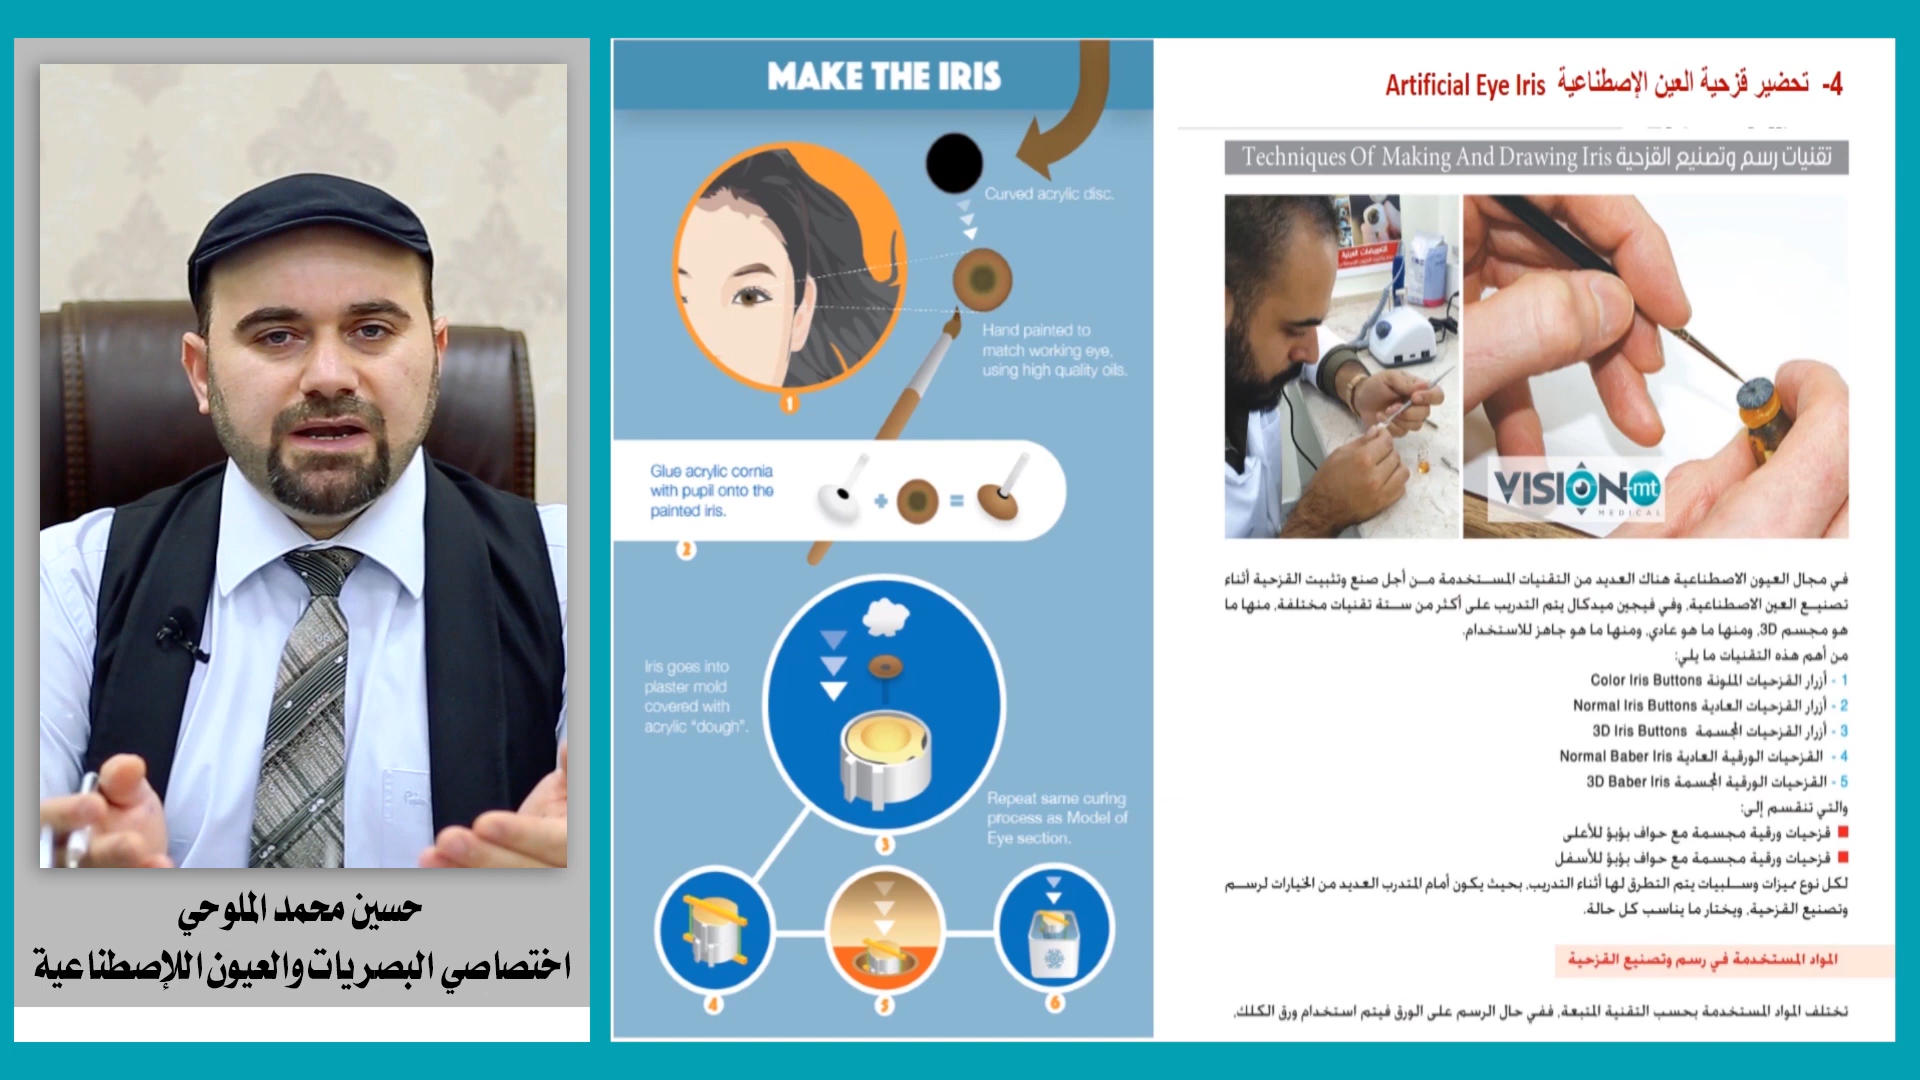 حسين محمد الملوحي
اختصاصي البصريات والعيون اللإصطناعية
MAKE THE IRIS
Curved acrylic disc.
Hand painted to
match working eye,
using high quality oils.
1
Glue acrylic cornia
with pupil onto the
painted iris.
+ =
2
Iris goes into
plaster mold
covered with
acrylic "dough".
3
Repeat same curing
process as Model of
Eye section.
4
5
6
4- تحضير قزحية العين الإصطناعية Artificial Eye Iris
تقنيات رسم وتصنيع القزحية Techniques Of Making And Drawing Iris
VISION-mt
MEDICAL
في مجال العيون الاصطناعية هناك العديد من التقنيات المستخدمة من أجل صنع وتثبيت القزحية أثناء
تصنيع العين الاصطناعية، وفي فيجين ميدكال يتم التدريب على أكثر من ستة تقنيات مختلفة، منها ما
هو مجسم 3D، ومنها ما هو عادي، ومنها ما هو جاهز للاستخدام.
من أهم هذه التقنيات ما يلي:
1 - أزرار القزحيات الملونة Color Iris Buttons
2 - أزرار القزحيات العادية Normal Iris Buttons
3 - أزرار القزحيات المجسمة 3D Iris Buttons
4 - القزحيات الورقية العادية Normal Baber Iris
5 - القزحيات الورقية المجسمة 3D Baber Iris
والتي تنقسم إلى:
قزحيات ورقية مجسمة مع حواف بؤبؤ للأعلى
قزحيات ورقية مجسمة مع حواف بؤبؤ للأسفل
لكل نوع ميزات وسلبيات يتم التطرق لها أثناء التدريب، بحيث يكون أمام المتدرب العديد من الخيارات لرسم
وتصنيع القزحية، ويختار ما يناسب كل حالة.
المواد المستخدمة في رسم وتصنيع القزحية
تختلف المواد المستخدمة بحسب التقنية المتبعة، ففي حال الرسم على الورق فيتم استخدام ورق الكلك،